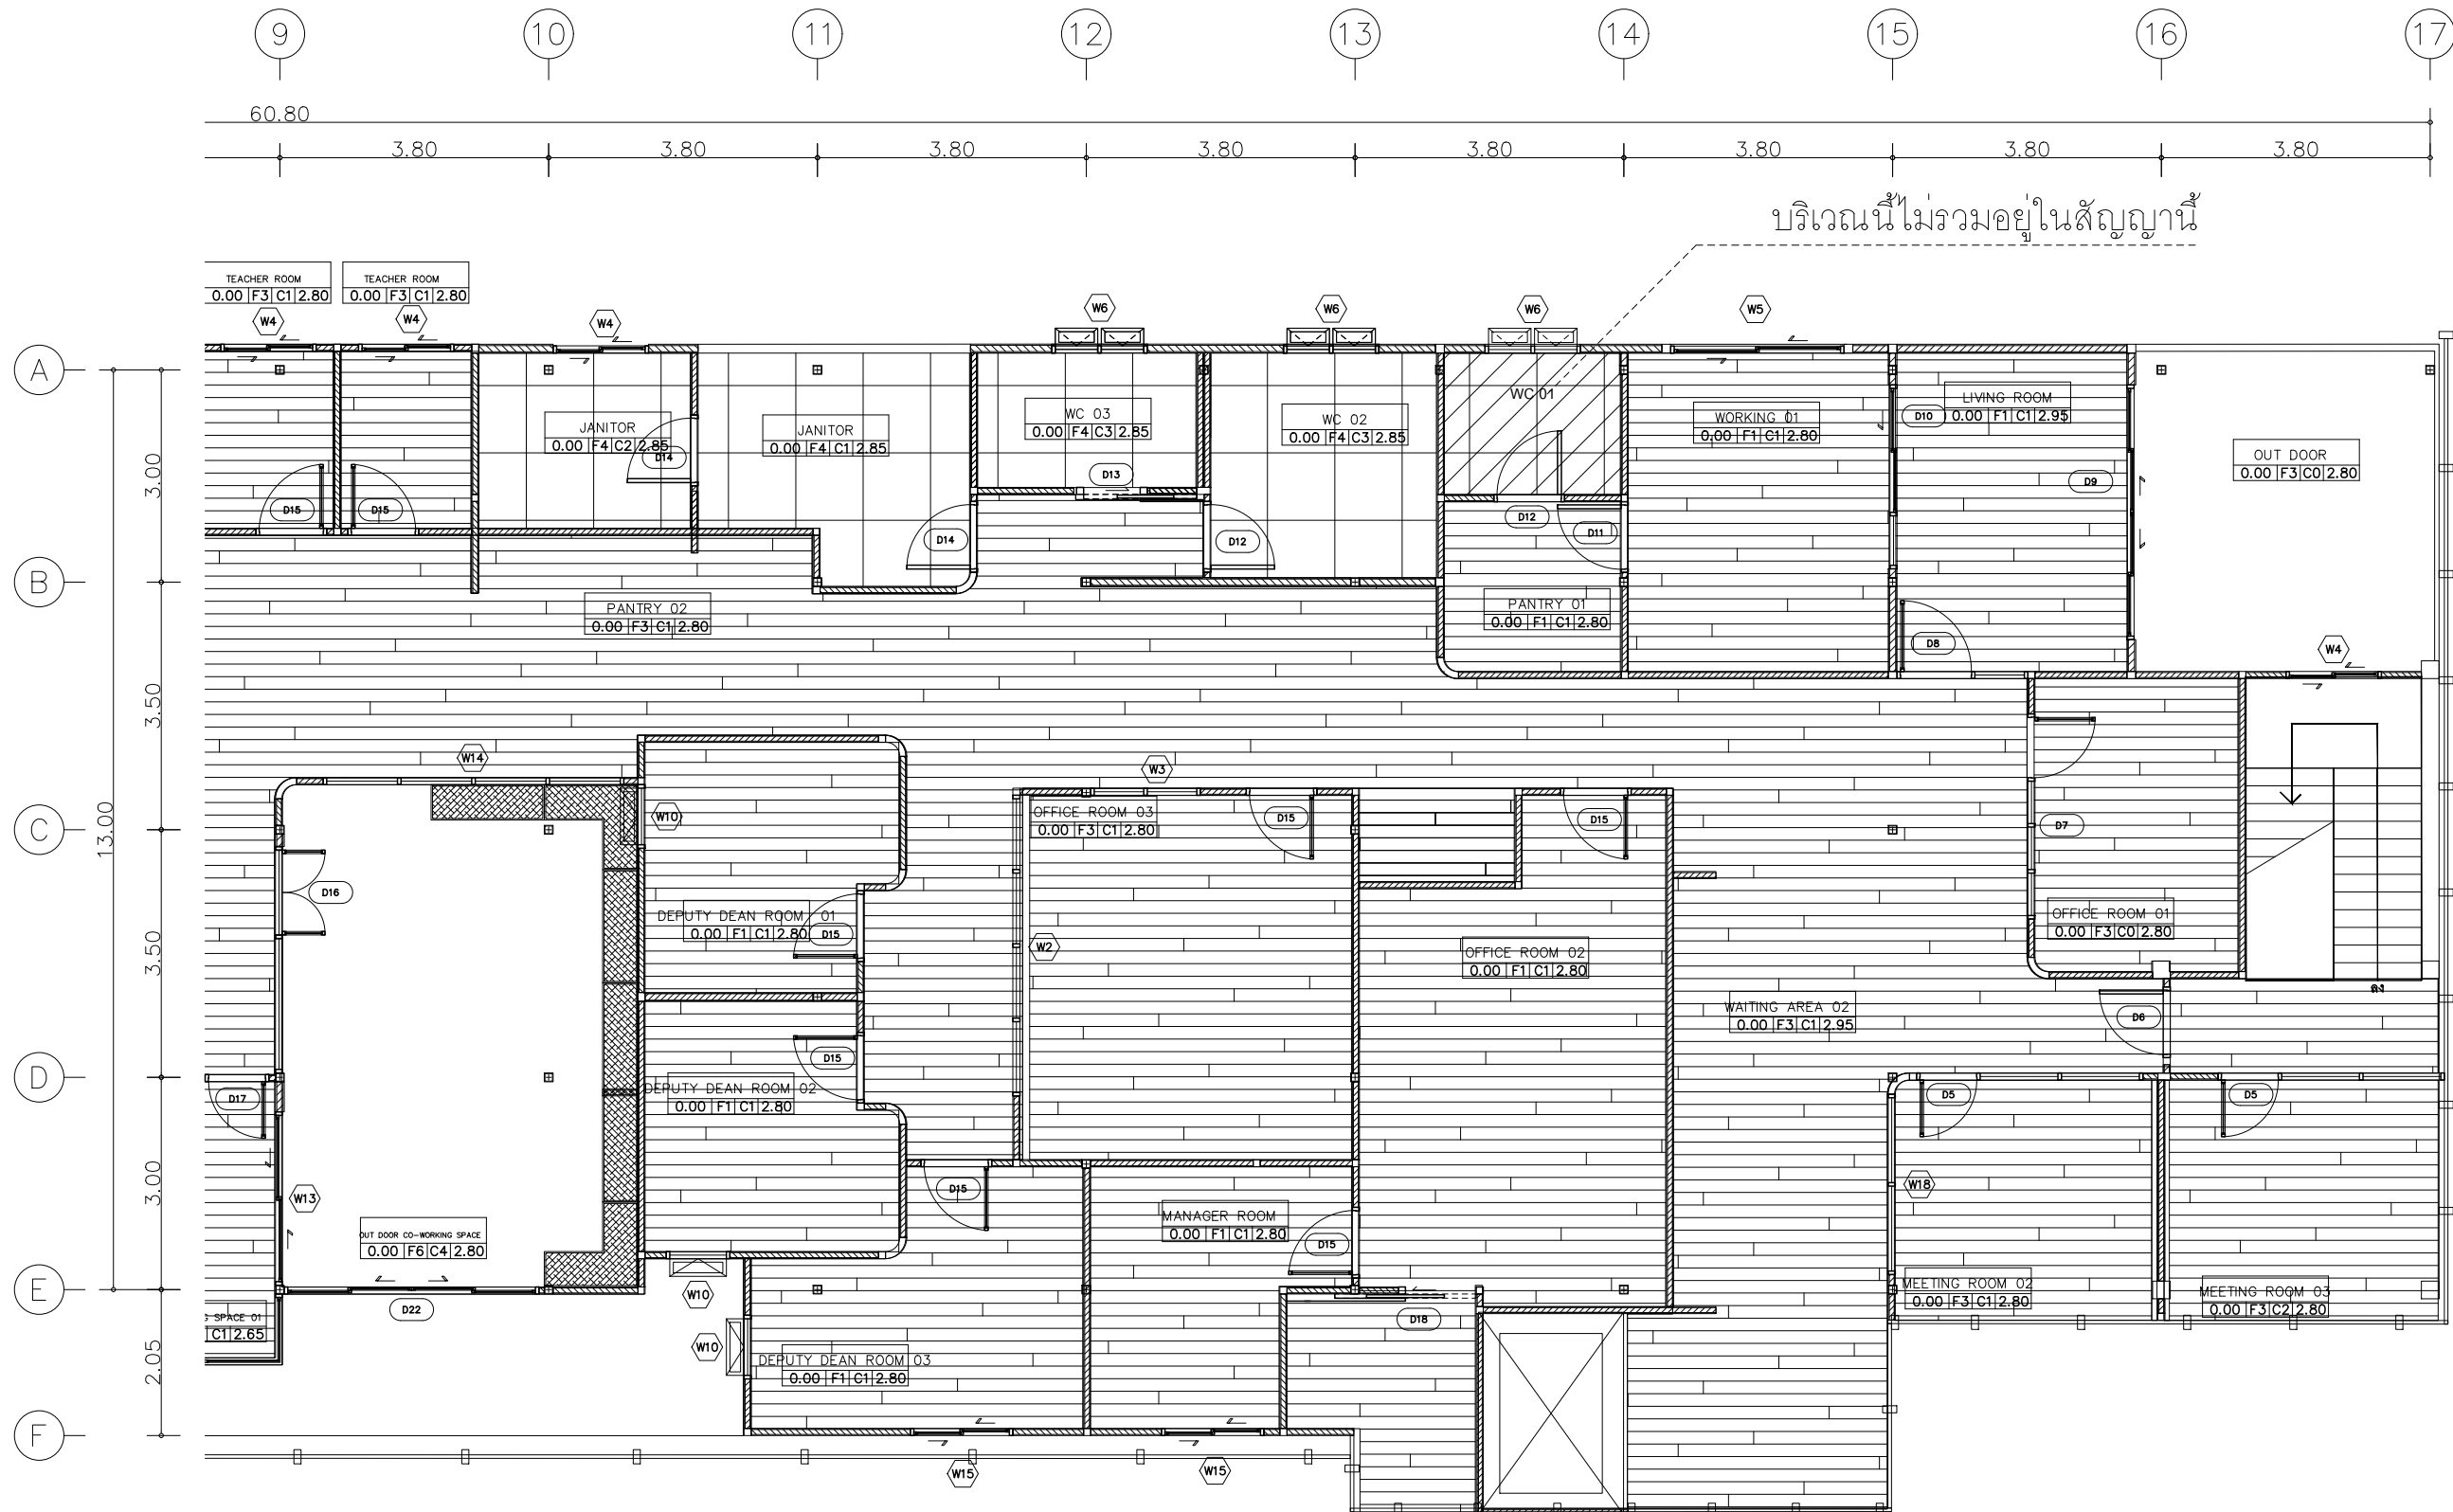 9 10 11 12 13 14 15 16 17
60.80
3.80 3.80 3.80 3.80 3.80 3.80 3.80 3.80
บริเวณนี้ไม่รวมอยู่ในสัญญานี้
TEACHER ROOM
0.00 F3 C1 2.80
TEACHER ROOM
0.00 F3 C1 2.80
W4 W4 W4 W6 W6 W6 W5
A
WC 01
JANITOR
0.00 F4 C2 2.85
D14
JANITOR
0.00 F4 C1 2.85
WC 03
0.00 F4 C3 2.85
D13
WC 02
0.00 F4 C3 2.85
WORKING 01
0.00 F1 C1 2.80
D10
LIVING ROOM
0.00 F1 C1 2.95
D9
OUT DOOR
0.00 F3 C0 2.80
3.00
D15 D15 D14 D12 D12 D11
B
PANTRY 02
0.00 F3 C1 2.80
PANTRY 01
0.00 F1 C1 2.80
D8
W4
3.50
W14
W3
C
13.00
W10
OFFICE ROOM 03
0.00 F3 C1 2.80
D15
D15
D7
D16
DEPUTY DEAN ROOM 01
0.00 F1 C1 2.80
D15
W2
OFFICE ROOM 02
0.00 F1 C1 2.80
OFFICE ROOM 01
0.00 F3 C0 2.80
3.50
ลง
WAITING AREA 02
0.00 F3 C1 2.95
D6
D
D17
D15
DEPUTY DEAN ROOM 02
0.00 F1 C1 2.80
D5
D5
3.00
W13
D15
W18
MANAGER ROOM
0.00 F1 C1 2.80
D15
OUT DOOR CO-WORKING SPACE
0.00 F6 C4 2.80
E
D22
W10
MEETING ROOM 02
0.00 F3 C1 2.80
MEETING ROOM 03
0.00 F3 C2 2.80
SPACE 01
C1 2.65
D18
W10
2.05
DEPUTY DEAN ROOM 03
0.00 F1 C1 2.80
F
W15
W15